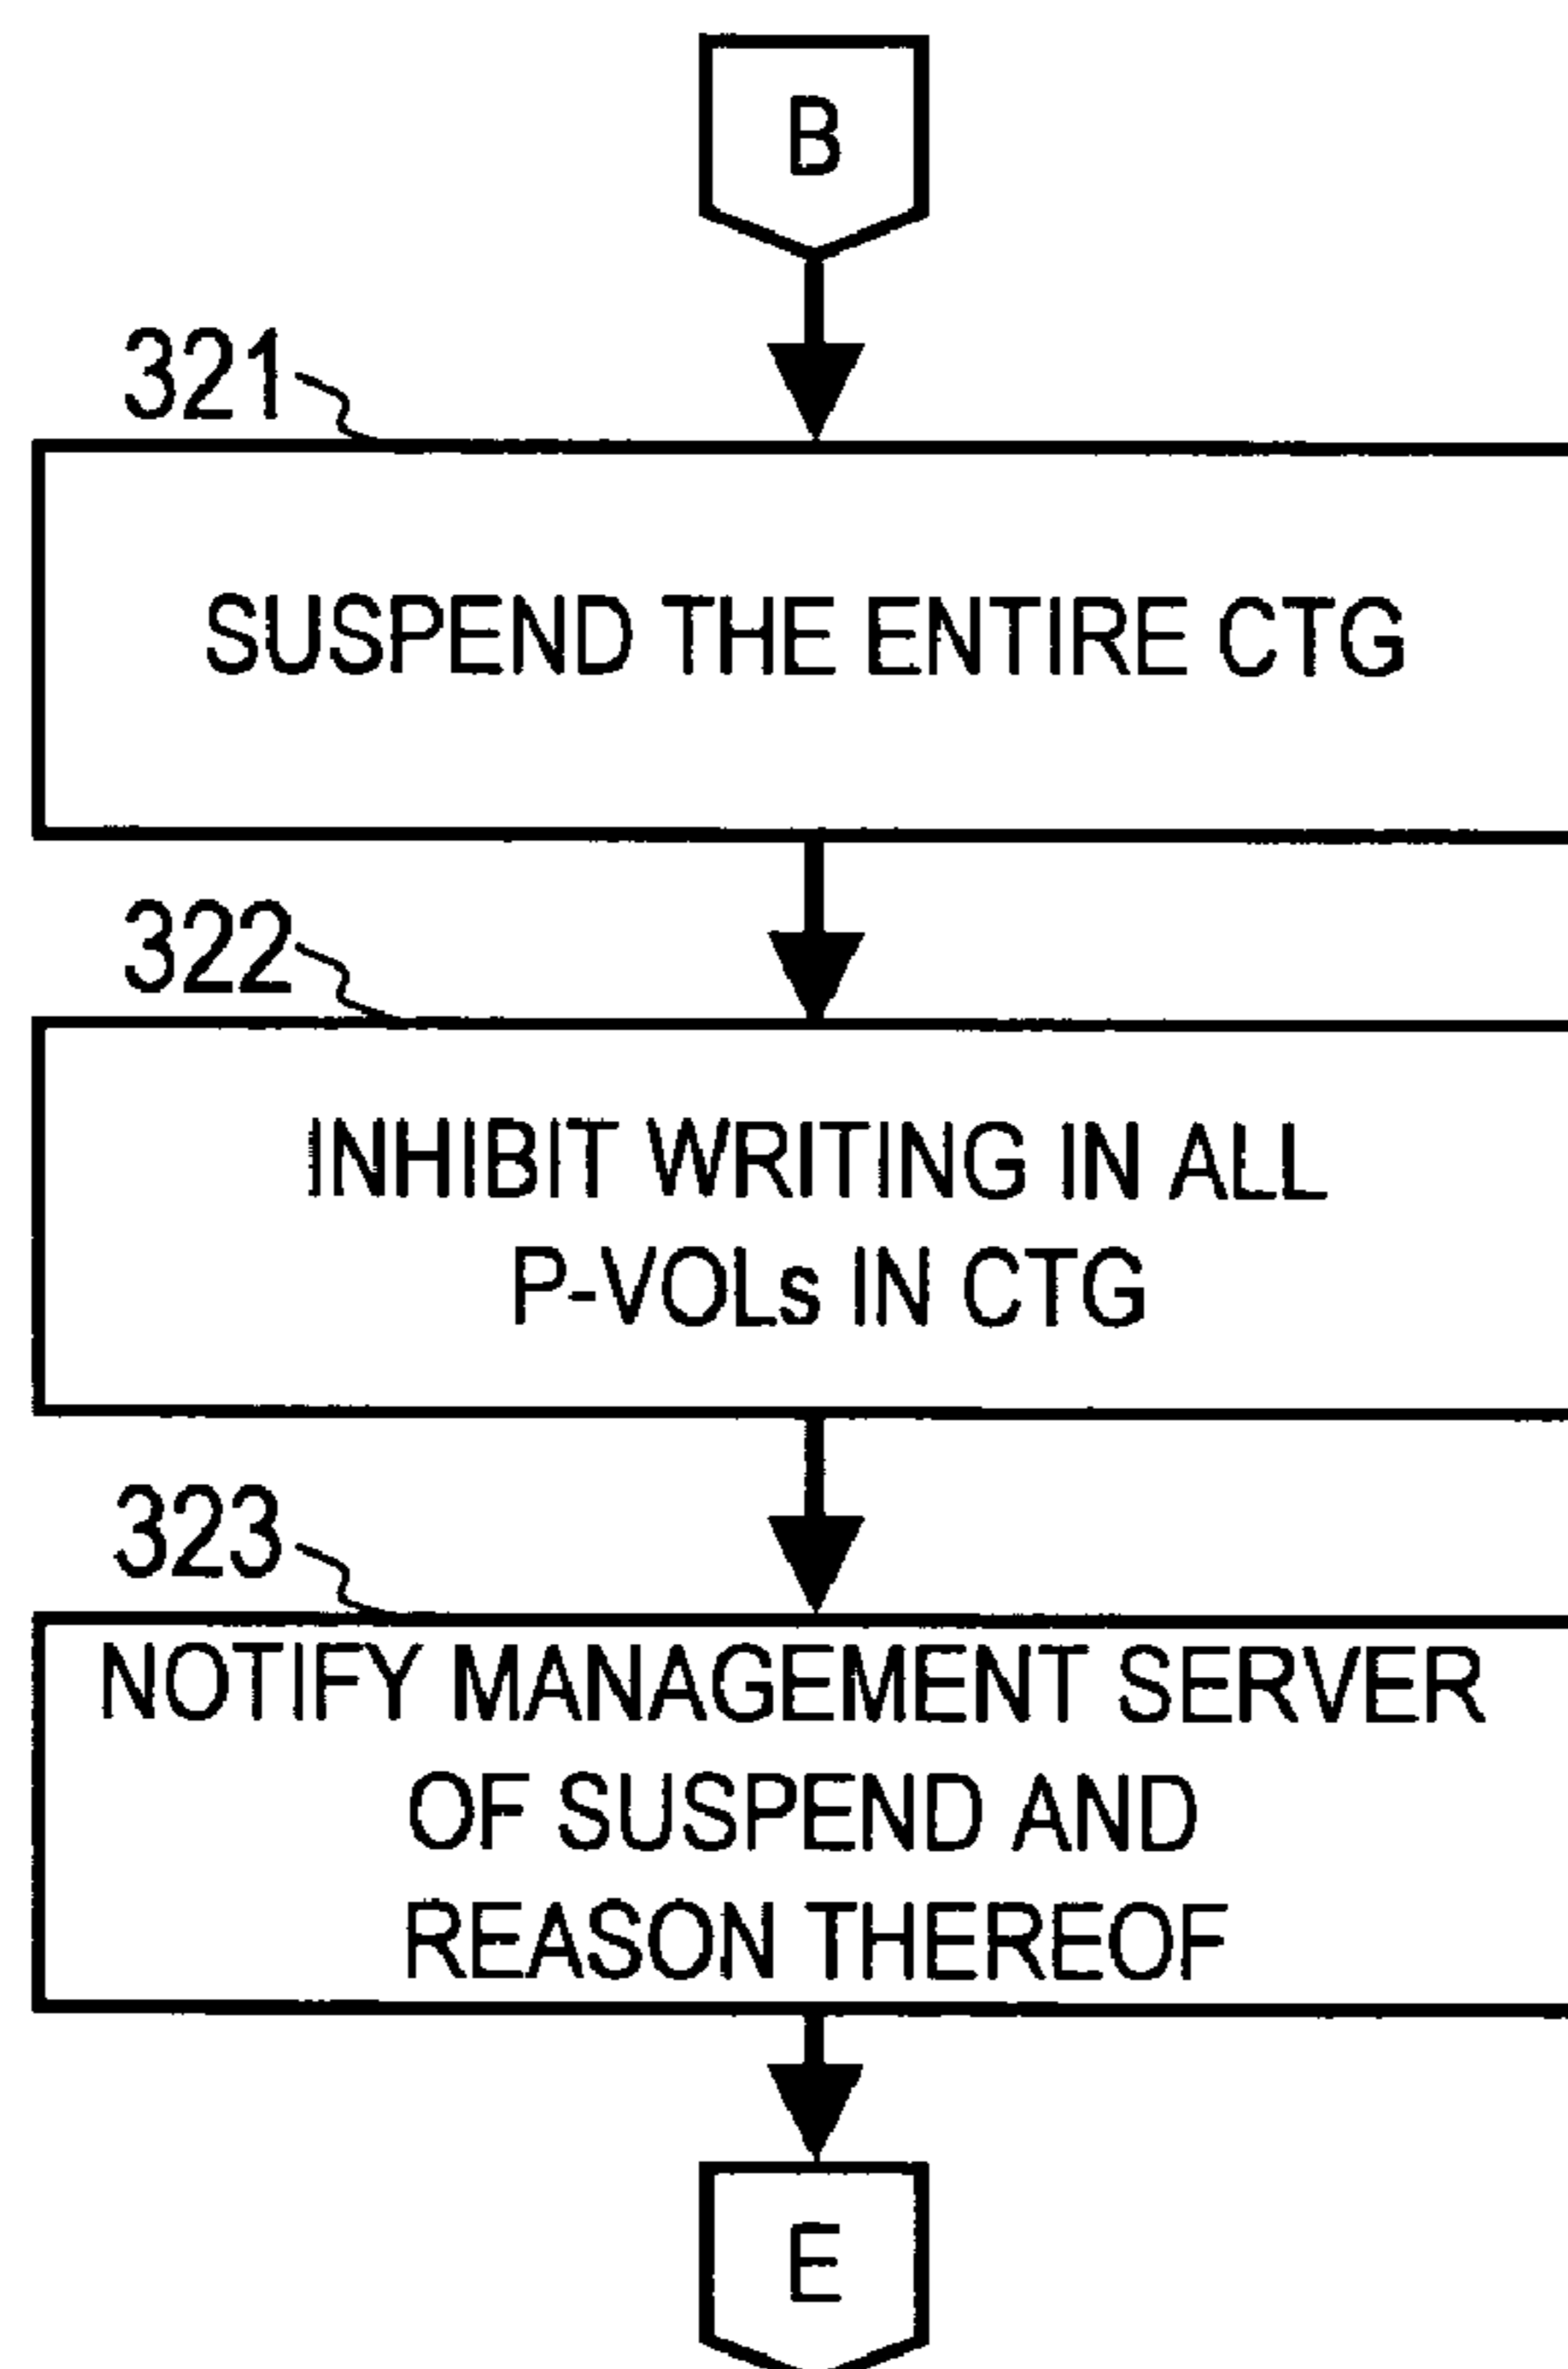 B
321
SUSPEND THE ENTIRE CTG
322
INHIBIT WRITING IN ALL
P-VOLs IN CTG
323
NOTIFY MANAGEMENT SERVER
OF SUSPEND AND
REASON THEREOF
E